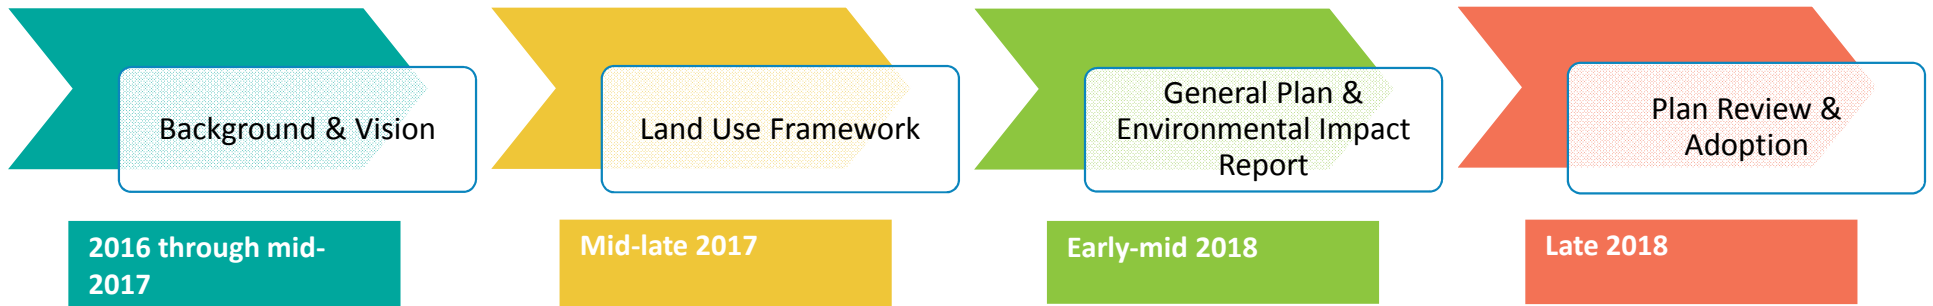 Background & Vision
Land Use Framework
General Plan &
Environmental Impact
Report
Plan Review &
Adoption
2016 through mid-
2017
Mid-late 2017
Early-mid 2018
Late 2018